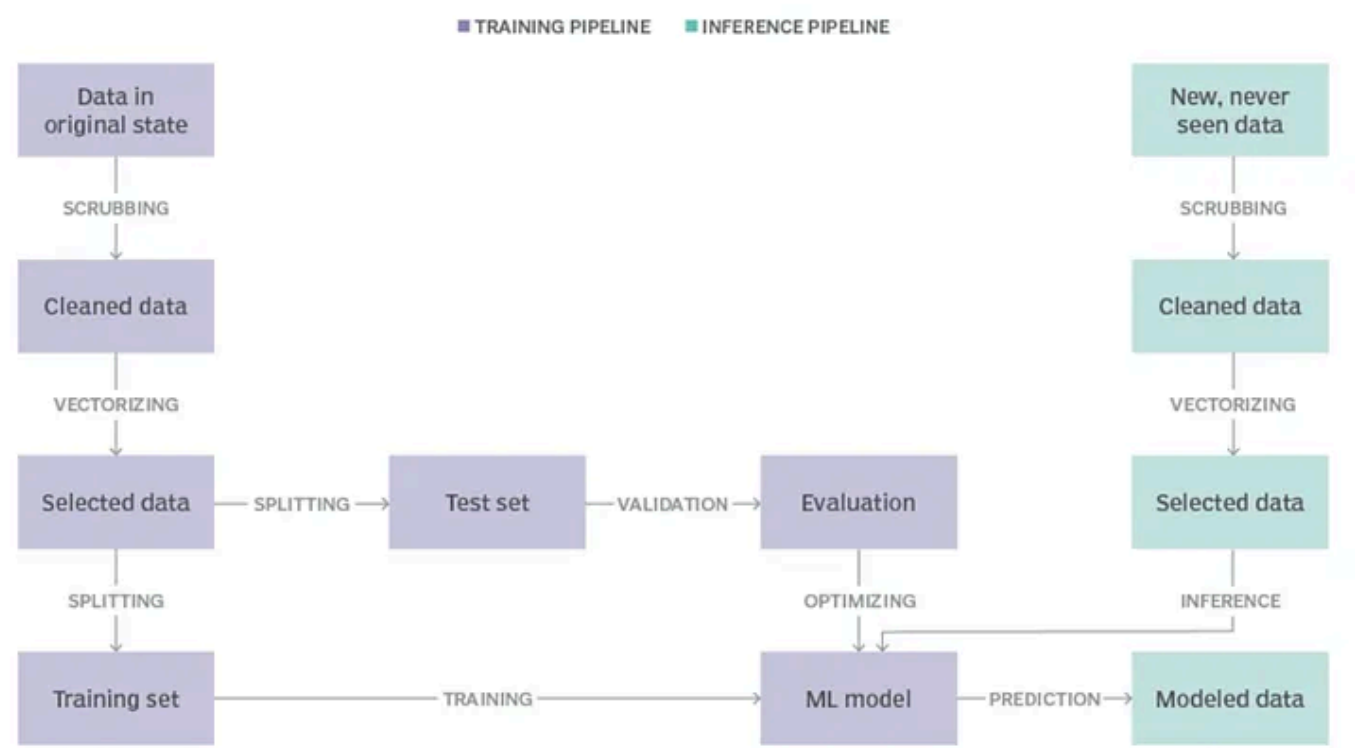 TRAINING PIPELINE
INFERENCE PIPELINE
Data in
original state
New, never
seen data
SCRUBBING
SCRUBBING
Cleaned data
Cleaned data
VECTORIZING
VECTORIZING
Selected data
SPLITTING
Test set
VALIDATION
Evaluation
Selected data
SPLITTING
OPTIMIZING
INFERENCE
Training set
TRAINING
ML model
PREDICTION
Modeled data